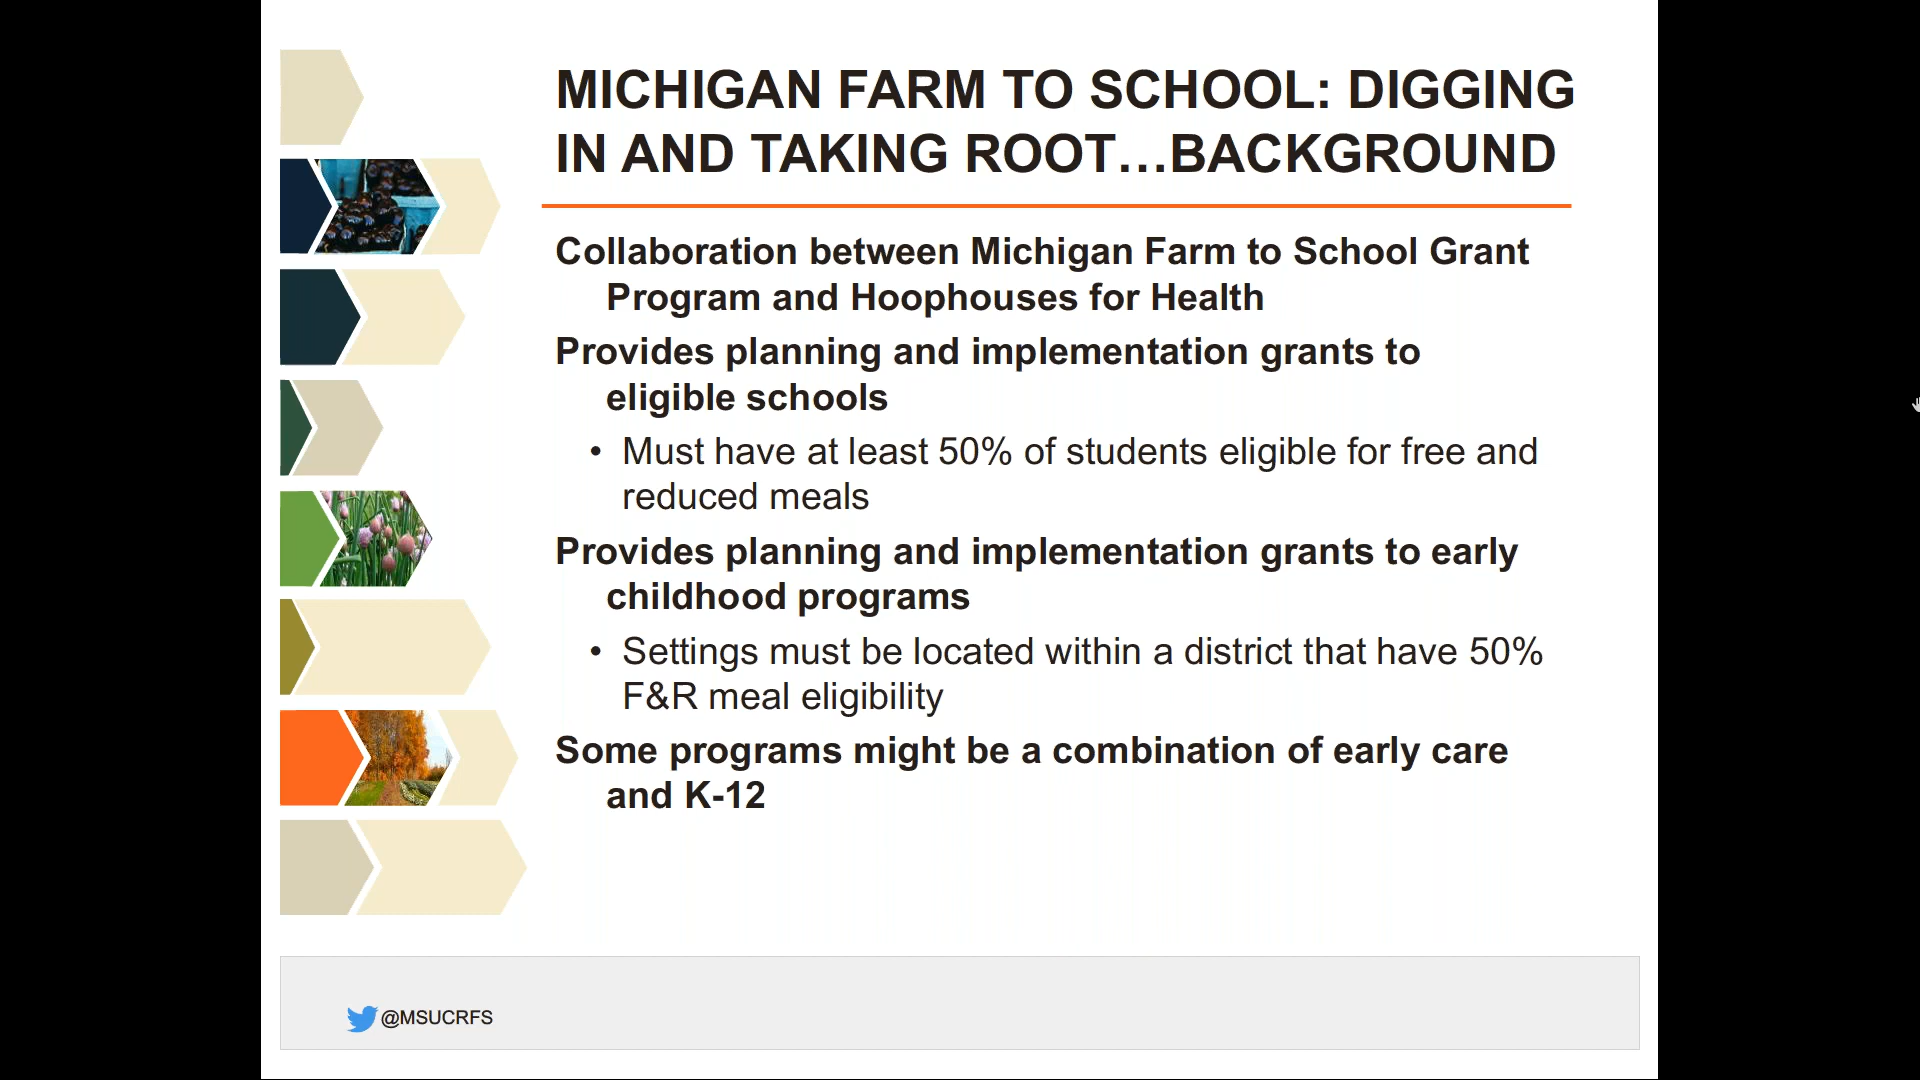 MICHIGAN FARM TO SCHOOL: DIGGING
IN AND TAKING ROOT...BACKGROUND
Collaboration between Michigan Farm to School Grant
Program and Hoophouses for Health
Provides planning and implementation grants to
eligible schools
• Must have at least 50% of students eligible for free and
reduced meals
Provides planning and implementation grants to early
childhood programs
• Settings must be located within a district that have 50%
F&R meal eligibility
Some programs might be a combination of early care
and K-12
@MSUCRFS